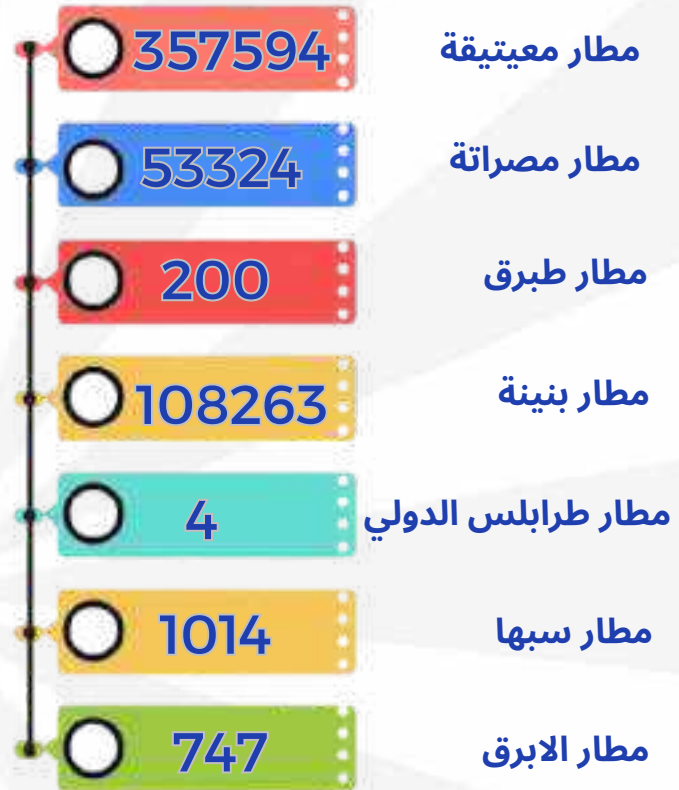 مطار معيتيقة 357594
مطار مصراتة 53324
مطار طبرق 200
مطار بنينة 108263
مطار طرابلس الدولي 4
مطار سبها 1014
مطار الابرق 747